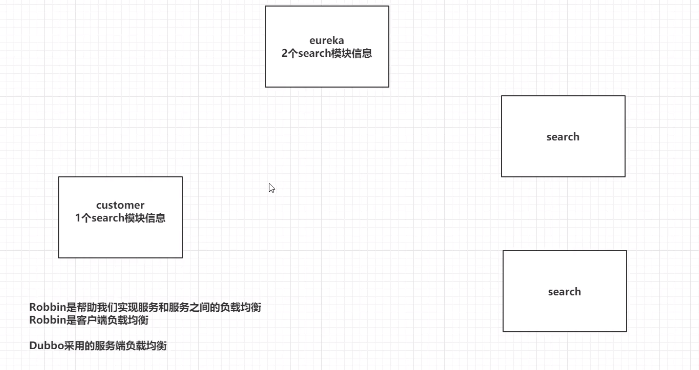 eureka
2个search模块信息
search
customer
1个search模块信息
search
Robbin是帮助我们实现服务和服务之间的负载均衡
Robbin是客户端负载均衡
Dubbo采用的服务端负载均衡